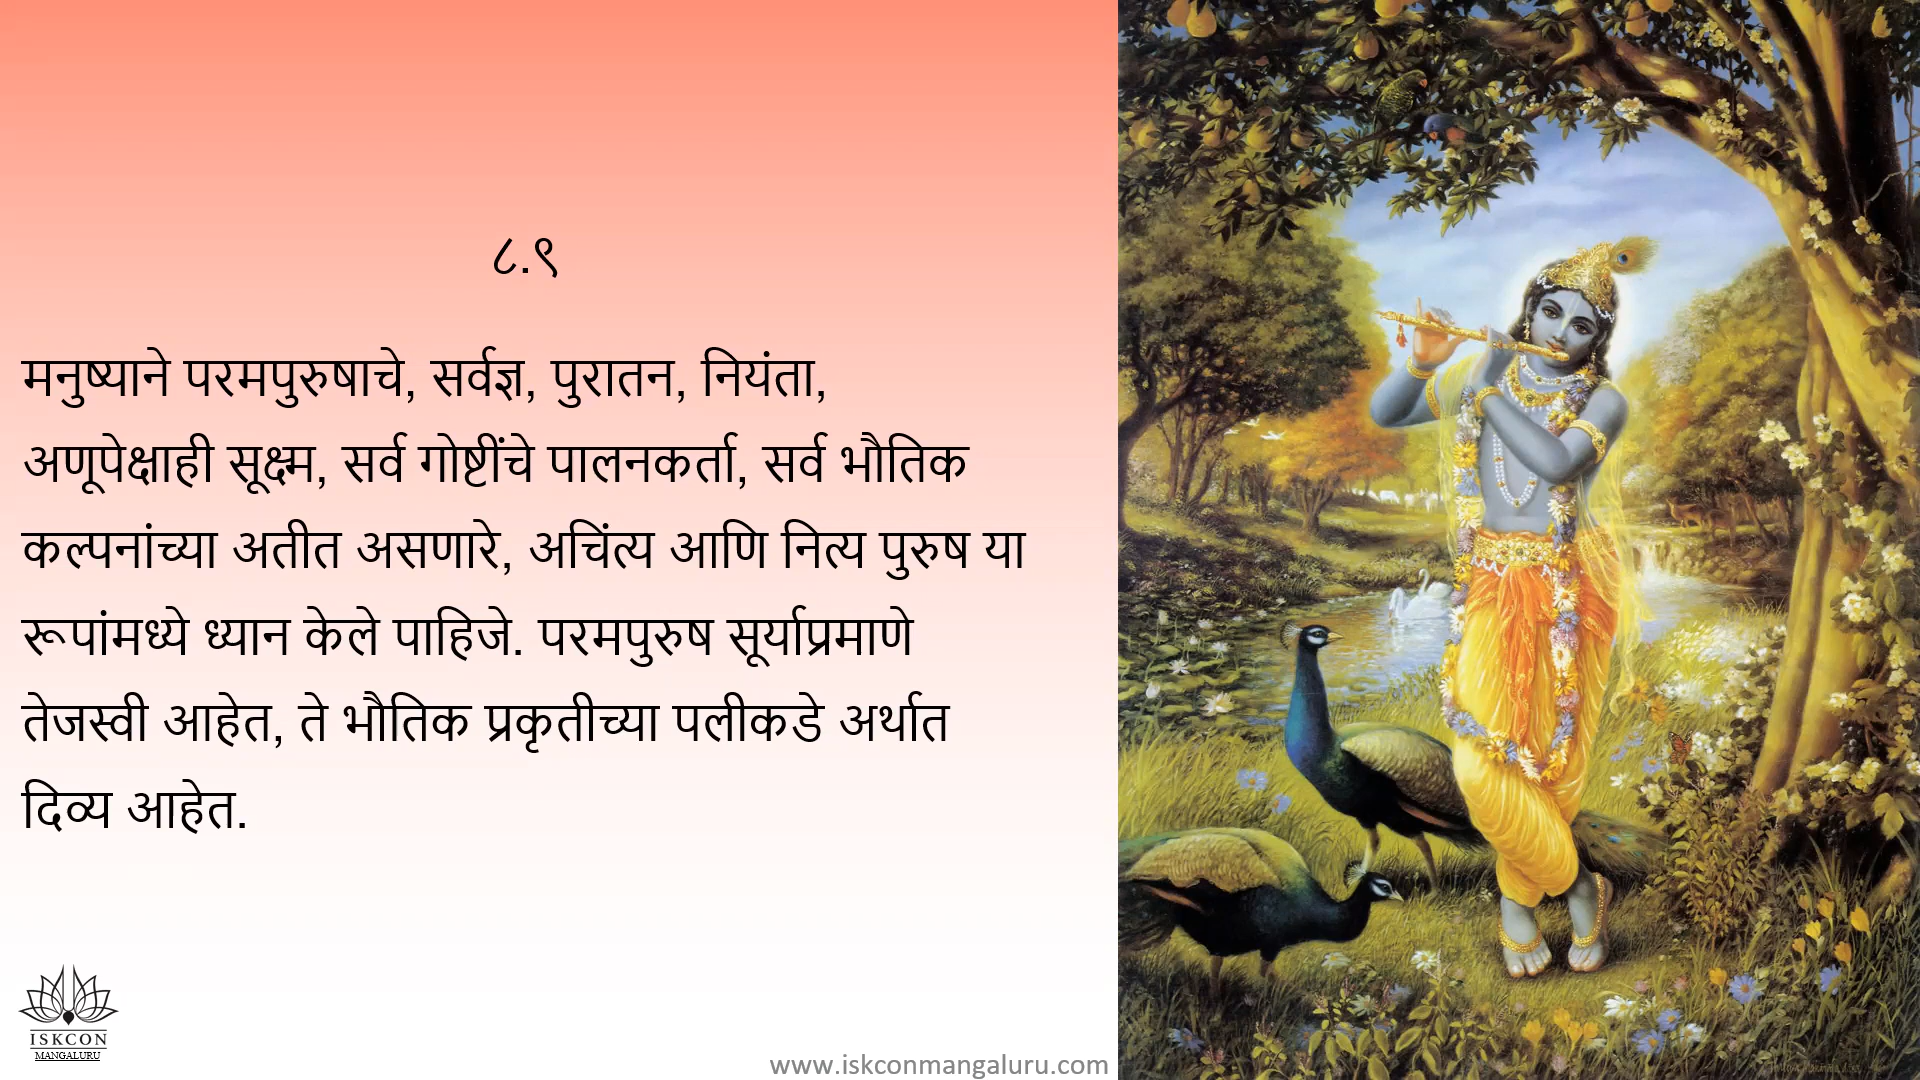 ८.९
मनुष्याने परमपुरुषाचे, सर्वज्ञ, पुरातन, नियंता,
अणूपेक्षाही सूक्ष्म, सर्व गोष्टींचे पालनकर्ता, सर्व भौतिक
कल्पनांच्या अतीत असणारे, अचिंत्य आणि नित्य पुरुष या
रूपांमध्ये ध्यान केले पाहिजे. परमपुरुष सूर्याप्रमाणे
तेजस्वी आहेत, ते भौतिक प्रकृतीच्या पलीकडे अर्थात
दिव्य आहेत.
ISKCON
MANGALURU
www.iskconmangaluru.com